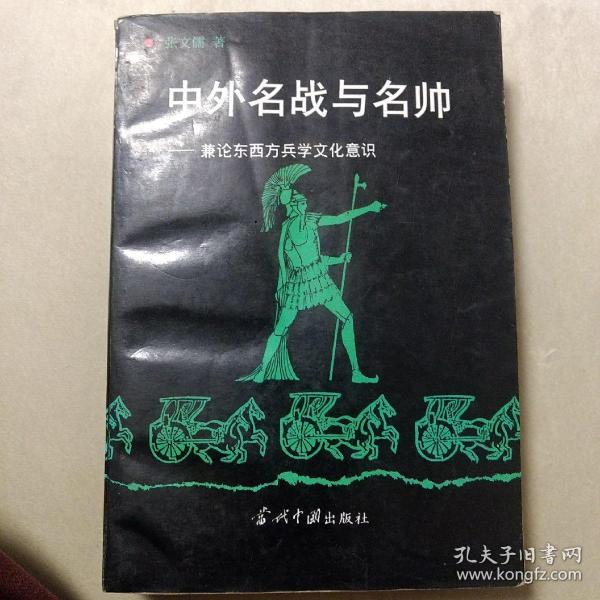 张文儒 著
中外名战与名帅
——兼论东西方兵学文化意识
当代中国出版社
孔夫子旧书网
www.kongfz.com